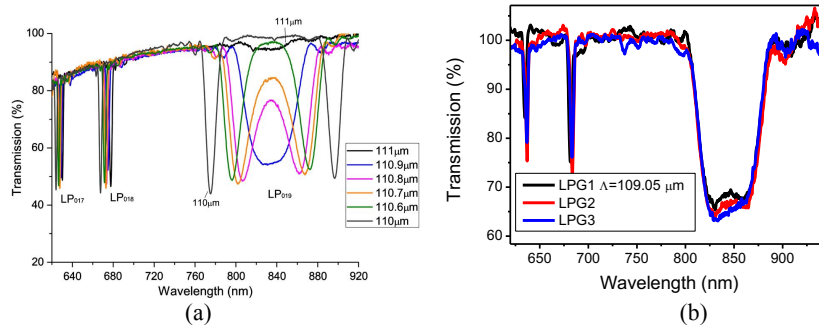 111μm
100
80
60
40
20
Transmission (%)
LP₀₁₇
LP₀₁₈
LP₀₁₉
110μm
111μm
110.9μm
110.8μm
110.7μm
110.6μm
110μm
620 640 680 720 760 800 840 880 920
Wavelength (nm)
(a)
100
90
80
70
60
Transmission (%)
LPG1 Λ=109.05 μm
LPG2
LPG3
650 700 750 800 850 900
Wavelength (nm)
(b)